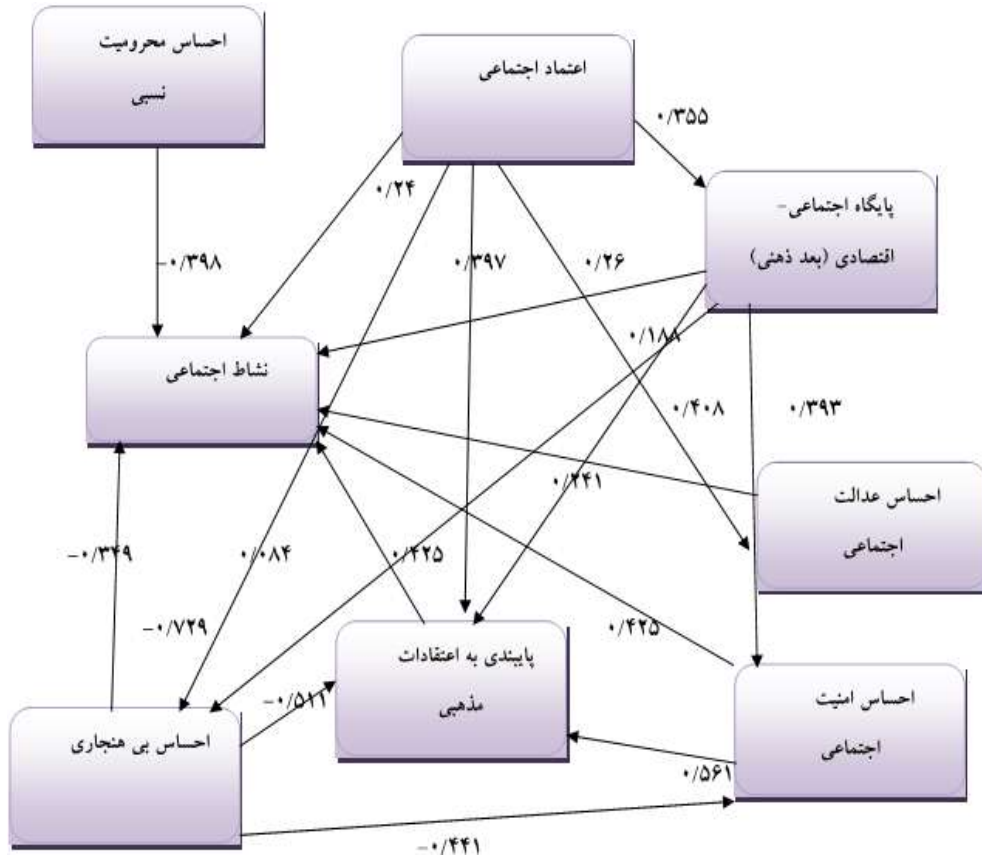 احساس محرومیت
نسبی
اعتماد اجتماعی
۰/۳۵۵
۰/۲۴
پایگاه اجتماعی-
اقتصادی (بعد ذهنی)
-۰/۳۹۸
۰/۳۹۷
۰/۲۶
۰/۱۸۸
نشاط اجتماعی
۰/۴۰۸
۰/۳۹۳
۰/۲۴۱
احساس عدالت
اجتماعی
-۰/۳۴۹
۰/۰۸۴
۰/۴۲۵
-۰/۷۲۹
۰/۴۲۵
پایبندی به اعتقادات
مذهبی
-۰/۵۱۱
احساس امنیت
اجتماعی
احساس بی هنجاری
۰/۵۶۱
-۰/۴۴۱